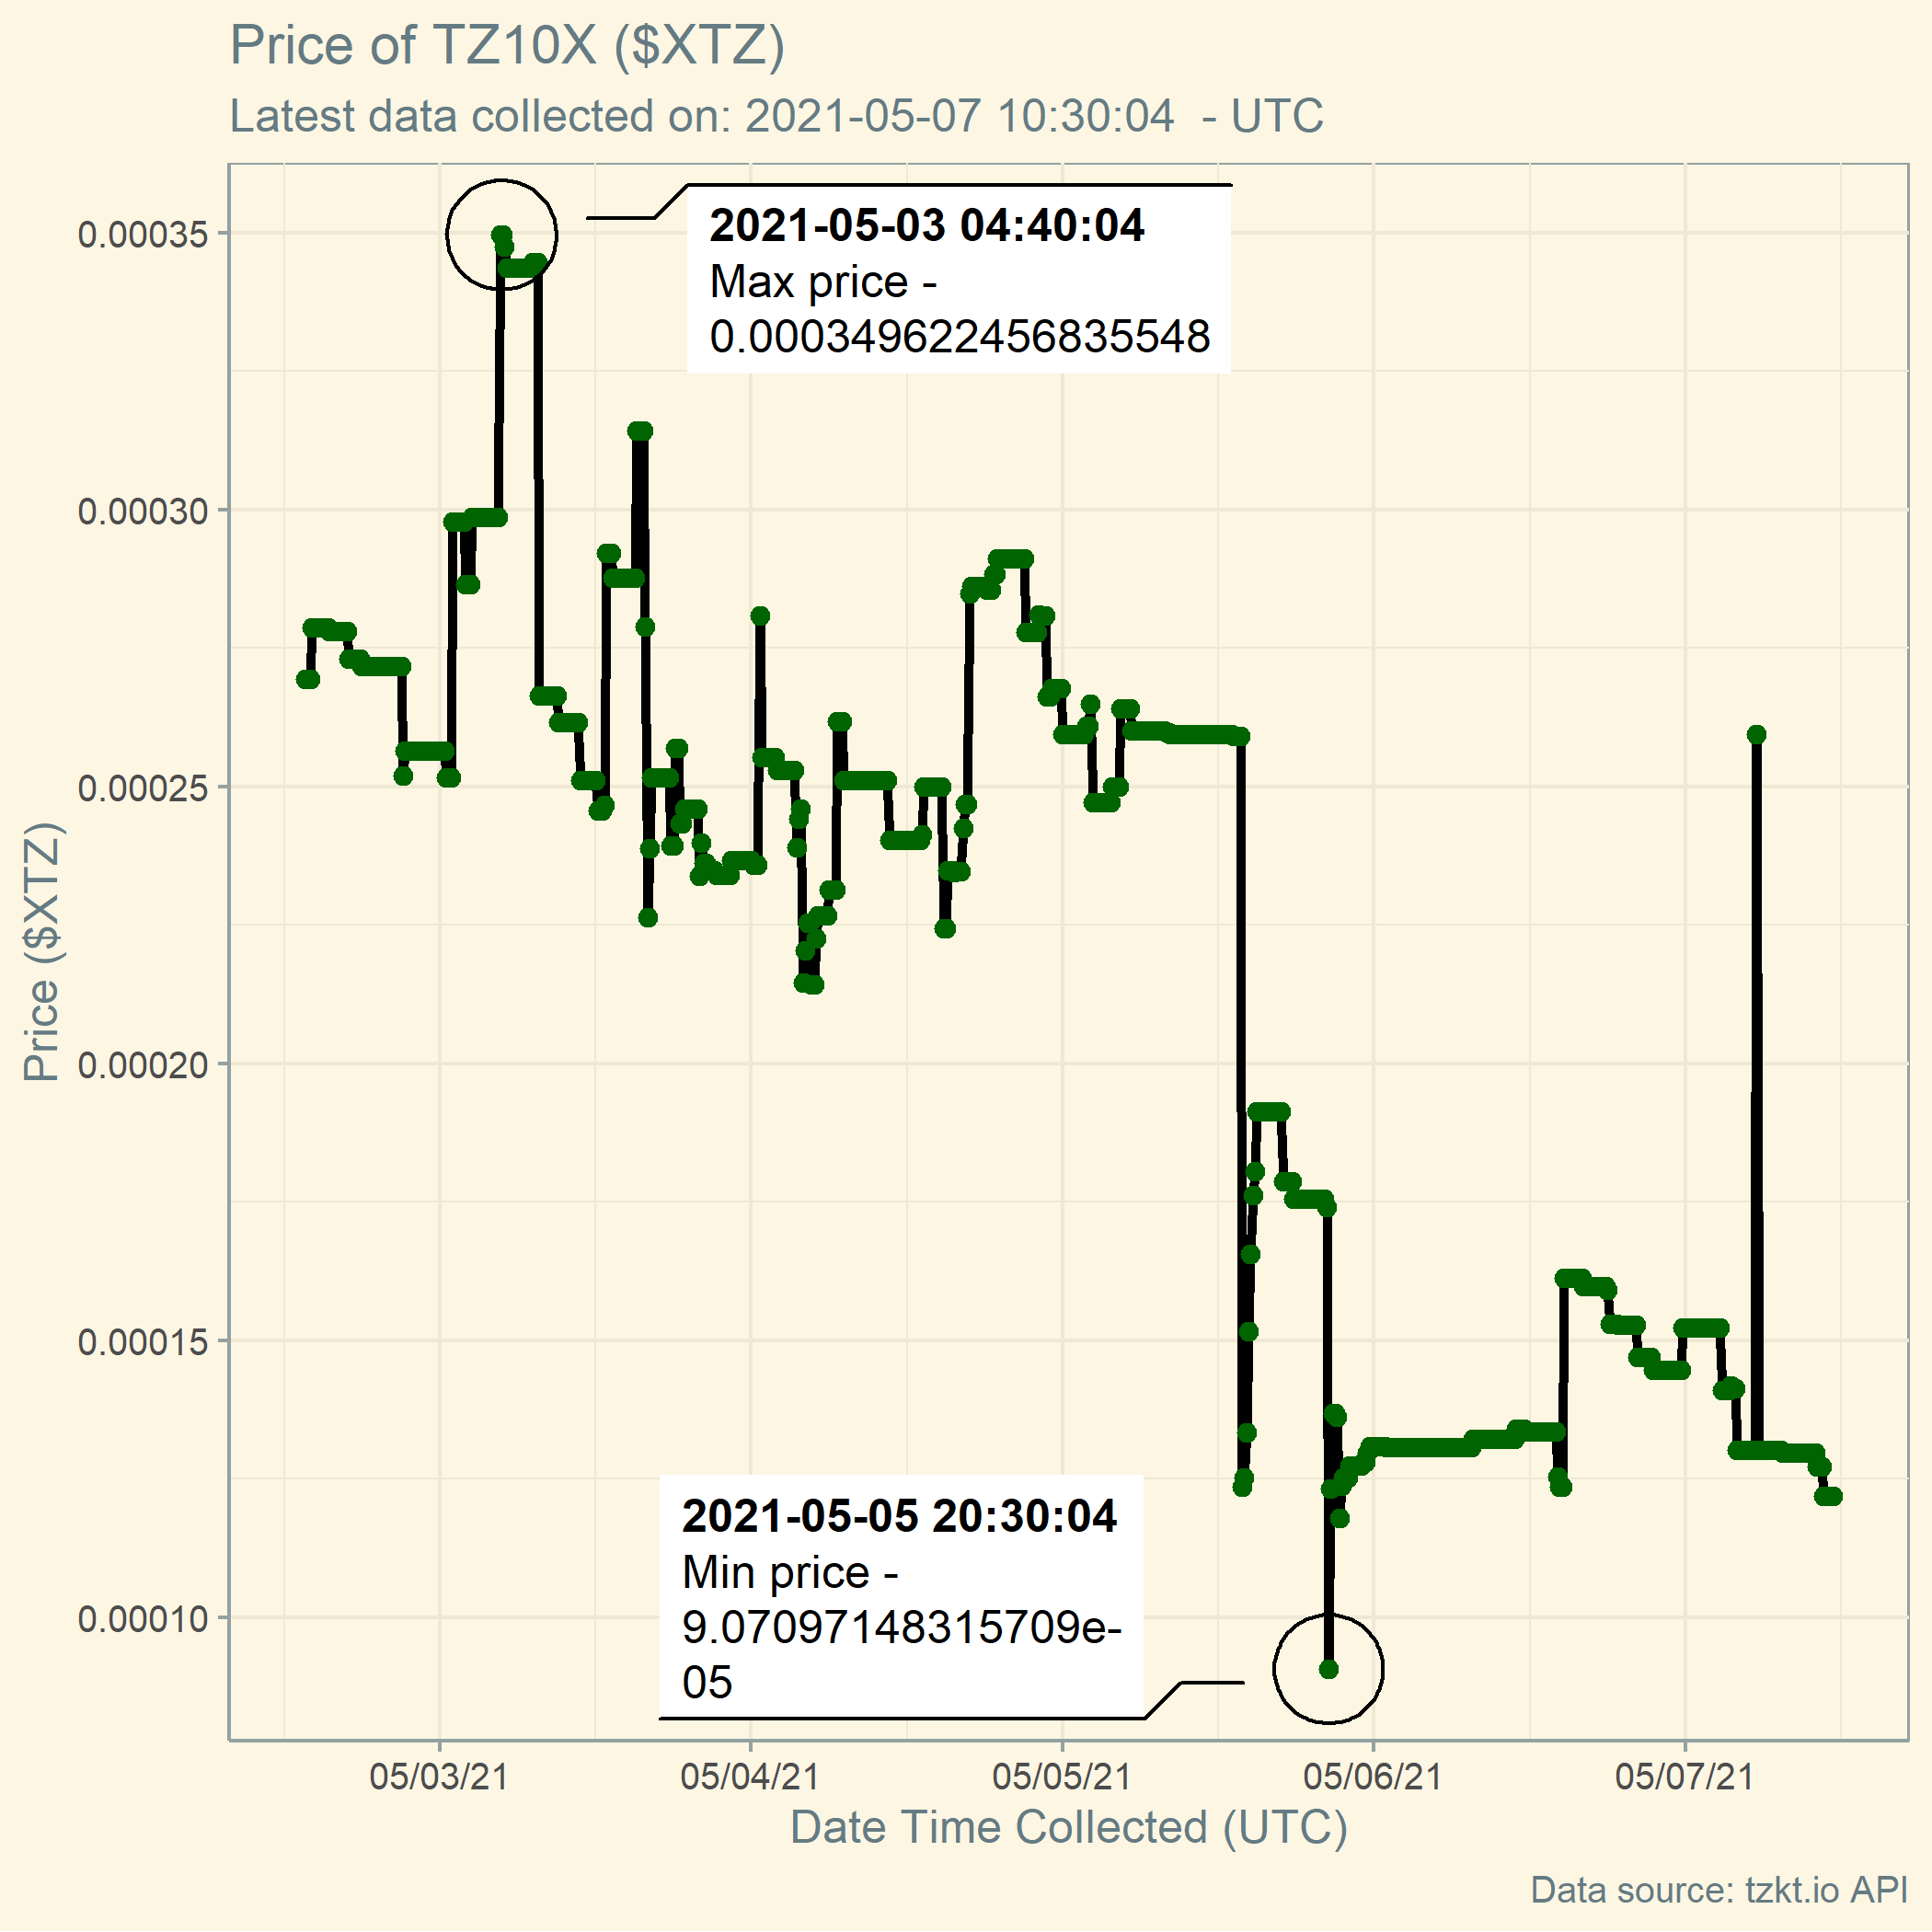 Price of TZ10X ($XTZ)
Latest data collected on: 2021-05-07 10:30:04  - UTC
2021-05-03 04:40:04
Max price -
0.000349622456835548
0.00035
0.00030
0.00025
0.00020
0.00015
0.00010
Price ($XTZ)
2021-05-05 20:30:04
Min price -
9.07097148315709e-
05
05/03/21
05/04/21
05/05/21
05/06/21
05/07/21
Date Time Collected (UTC)
Data source: tzkt.io API